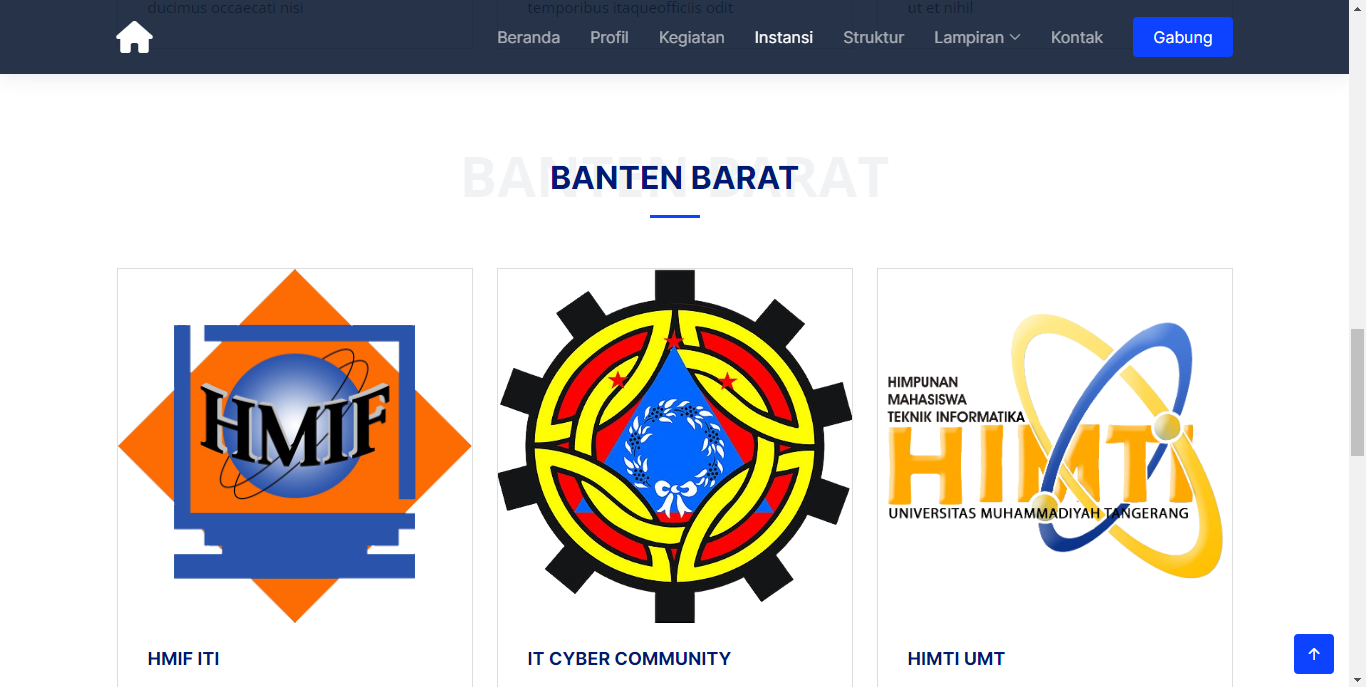 ducimus occaecati nisi
temporibus itaqueofficiis odit
ut et nihil
Beranda
Profil
Kegiatan
Instansi
Struktur
Lampiran
Kontak
Gabung
BANTEN BARAT
BANTEN BARAT
HMIF
HIMPUNAN
MAHASISWA
TEKNIK INFORMATIKA
HIMTI
UNIVERSITAS MUHAMMADIYAH TANGERANG
HMIF ITI
IT CYBER COMMUNITY
HIMTI UMT